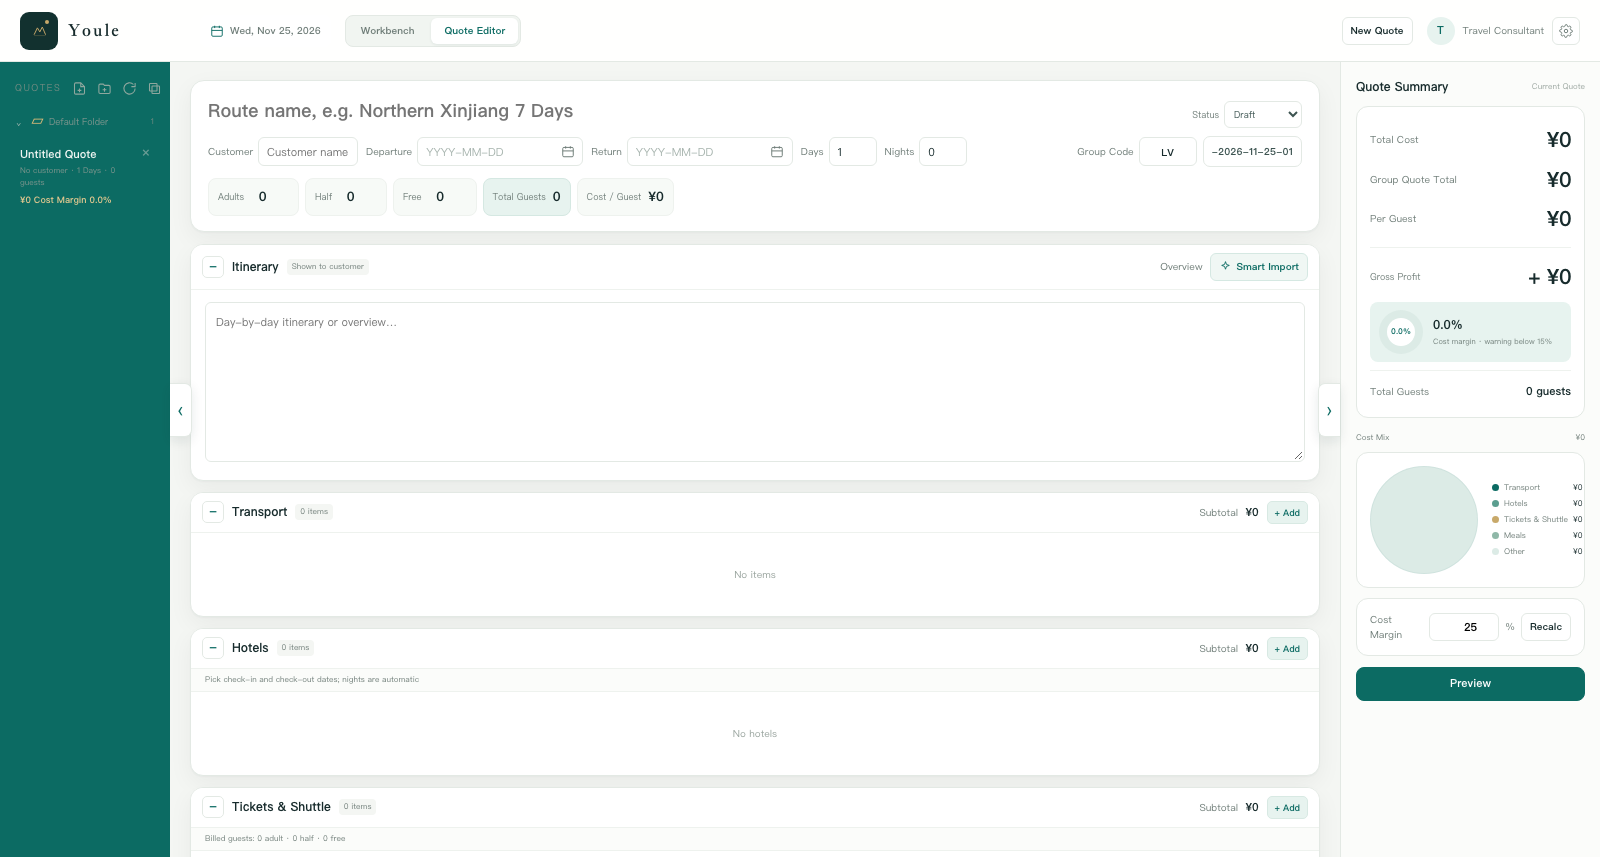 Youle
Wed, Nov 25, 2026
Workbench
Quote Editor
New Quote
T
Travel Consultant
QUOTES
Default Folder
1
Untitled Quote
No customer · 1 Days · 0
guests
¥0 Cost Margin 0.0%
Route name, e.g. Northern Xinjiang 7 Days
Status
Draft
Customer
Customer name
Departure
YYYY-MM-DD
Return
YYYY-MM-DD
Days
1
Nights
0
Group Code
LV
-2026-11-25-01
Adults
0
Half
0
Free
0
Total Guests
0
Cost / Guest
¥0
Itinerary
Shown to customer
Overview
Smart Import
Day-by-day itinerary or overview...
Transport
0 items
Subtotal
¥0
+ Add
No items
Hotels
0 items
Subtotal
¥0
+ Add
Pick check-in and check-out dates; nights are automatic
No hotels
Tickets & Shuttle
0 items
Subtotal
¥0
+ Add
Billed guests: 0 adult · 0 half · 0 free
Quote Summary
Current Quote
Total Cost
¥0
Group Quote Total
¥0
Per Guest
¥0
Gross Profit
+ ¥0
0.0%
0.0%
Cost margin · warning below 15%
Total Guests
0 guests
Cost Mix
¥0
Transport
¥0
Hotels
¥0
Tickets & Shuttle
¥0
Meals
¥0
Other
¥0
Cost
Margin
25
%
Recalc
Preview